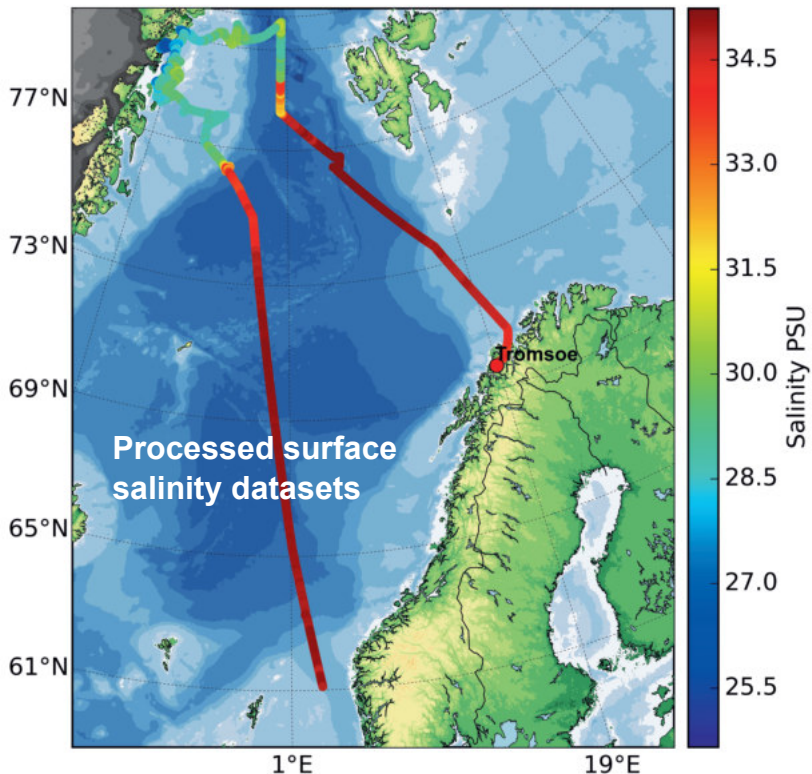 77°N
73°N
69°N
65°N
61°N
1°E
19°E
Tromsoe
Processed surface
salinity datasets
34.5
33.0
31.5
30.0
28.5
27.0
25.5
Salinity PSU